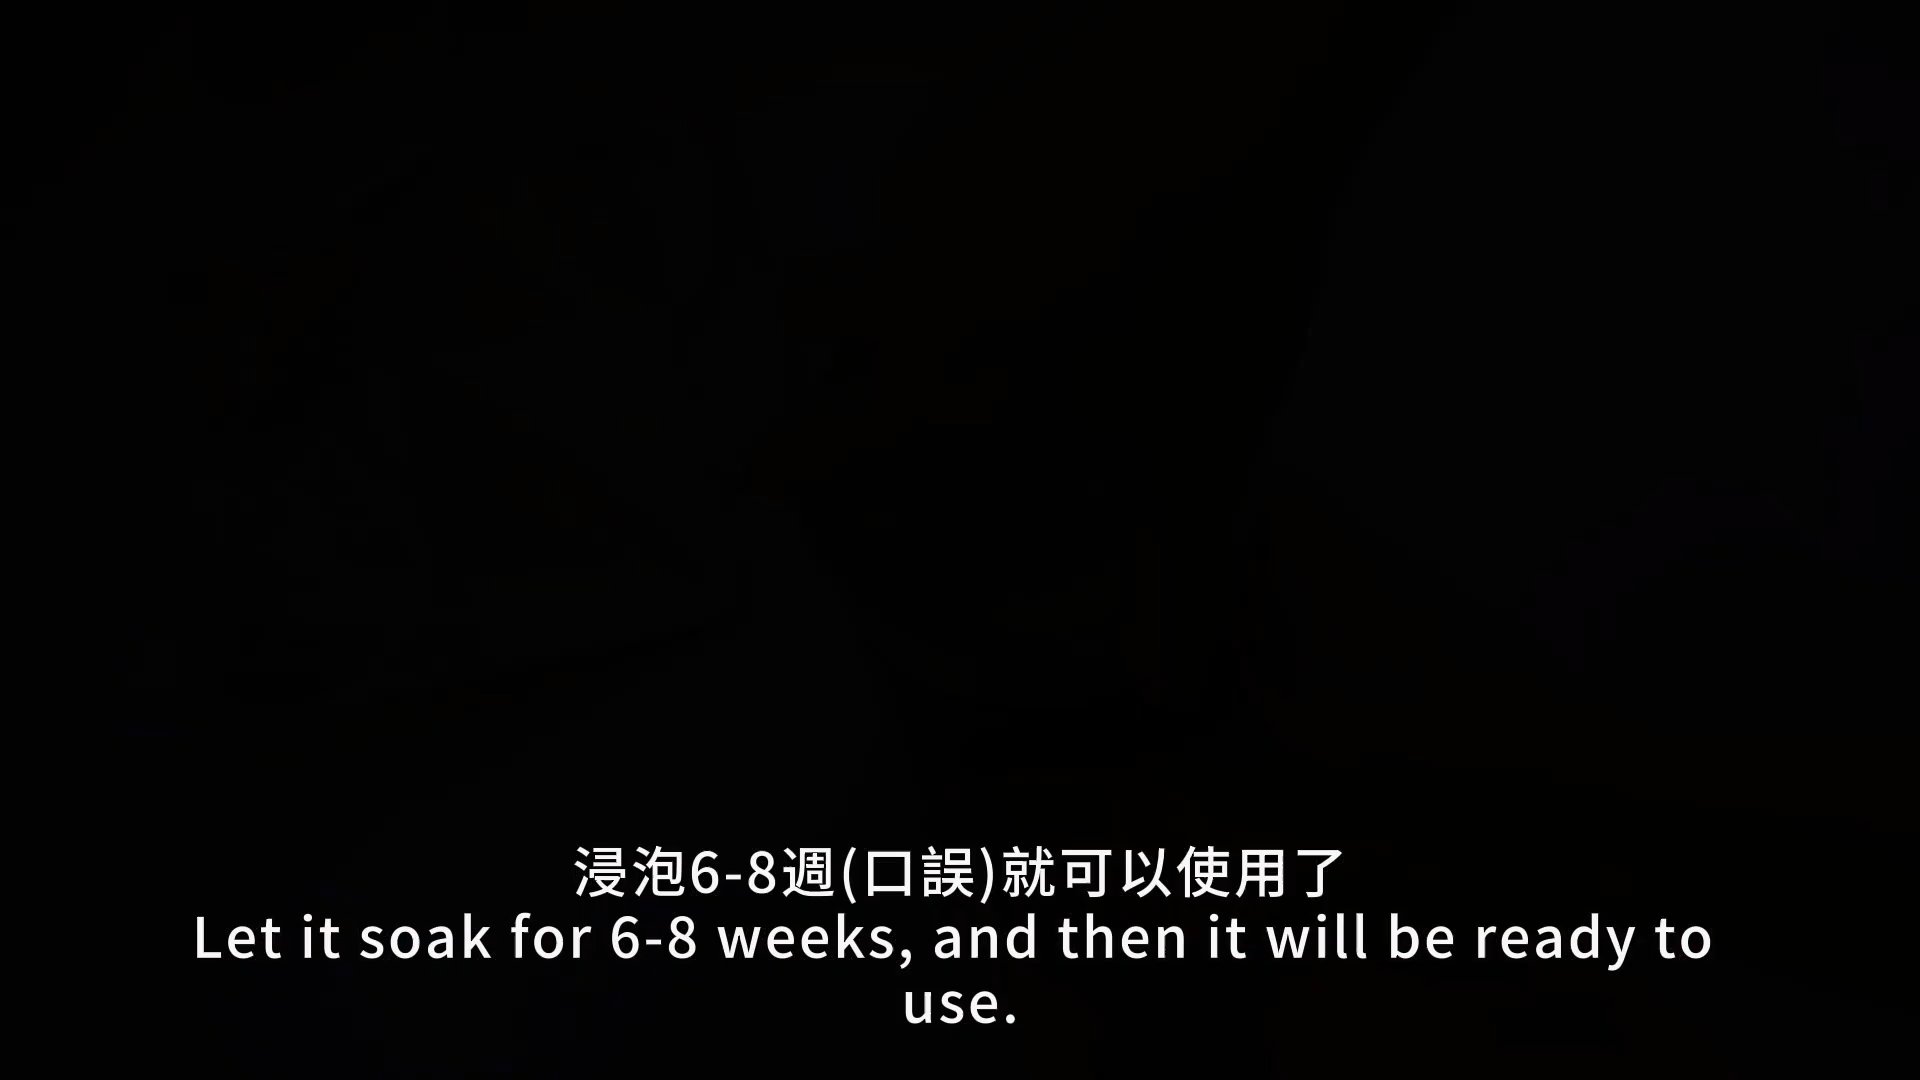 浸泡6-8週(口誤)就可以使用了
Let it soak for 6-8 weeks, and then it will be ready to
use.